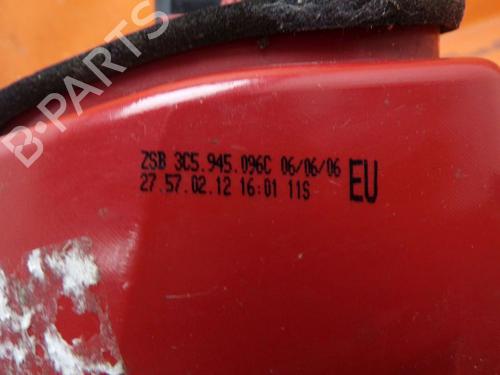 B-PARTS
ZSB 3C5.945.096C 06/06/06
27.57.02.12 16:01 11S EU